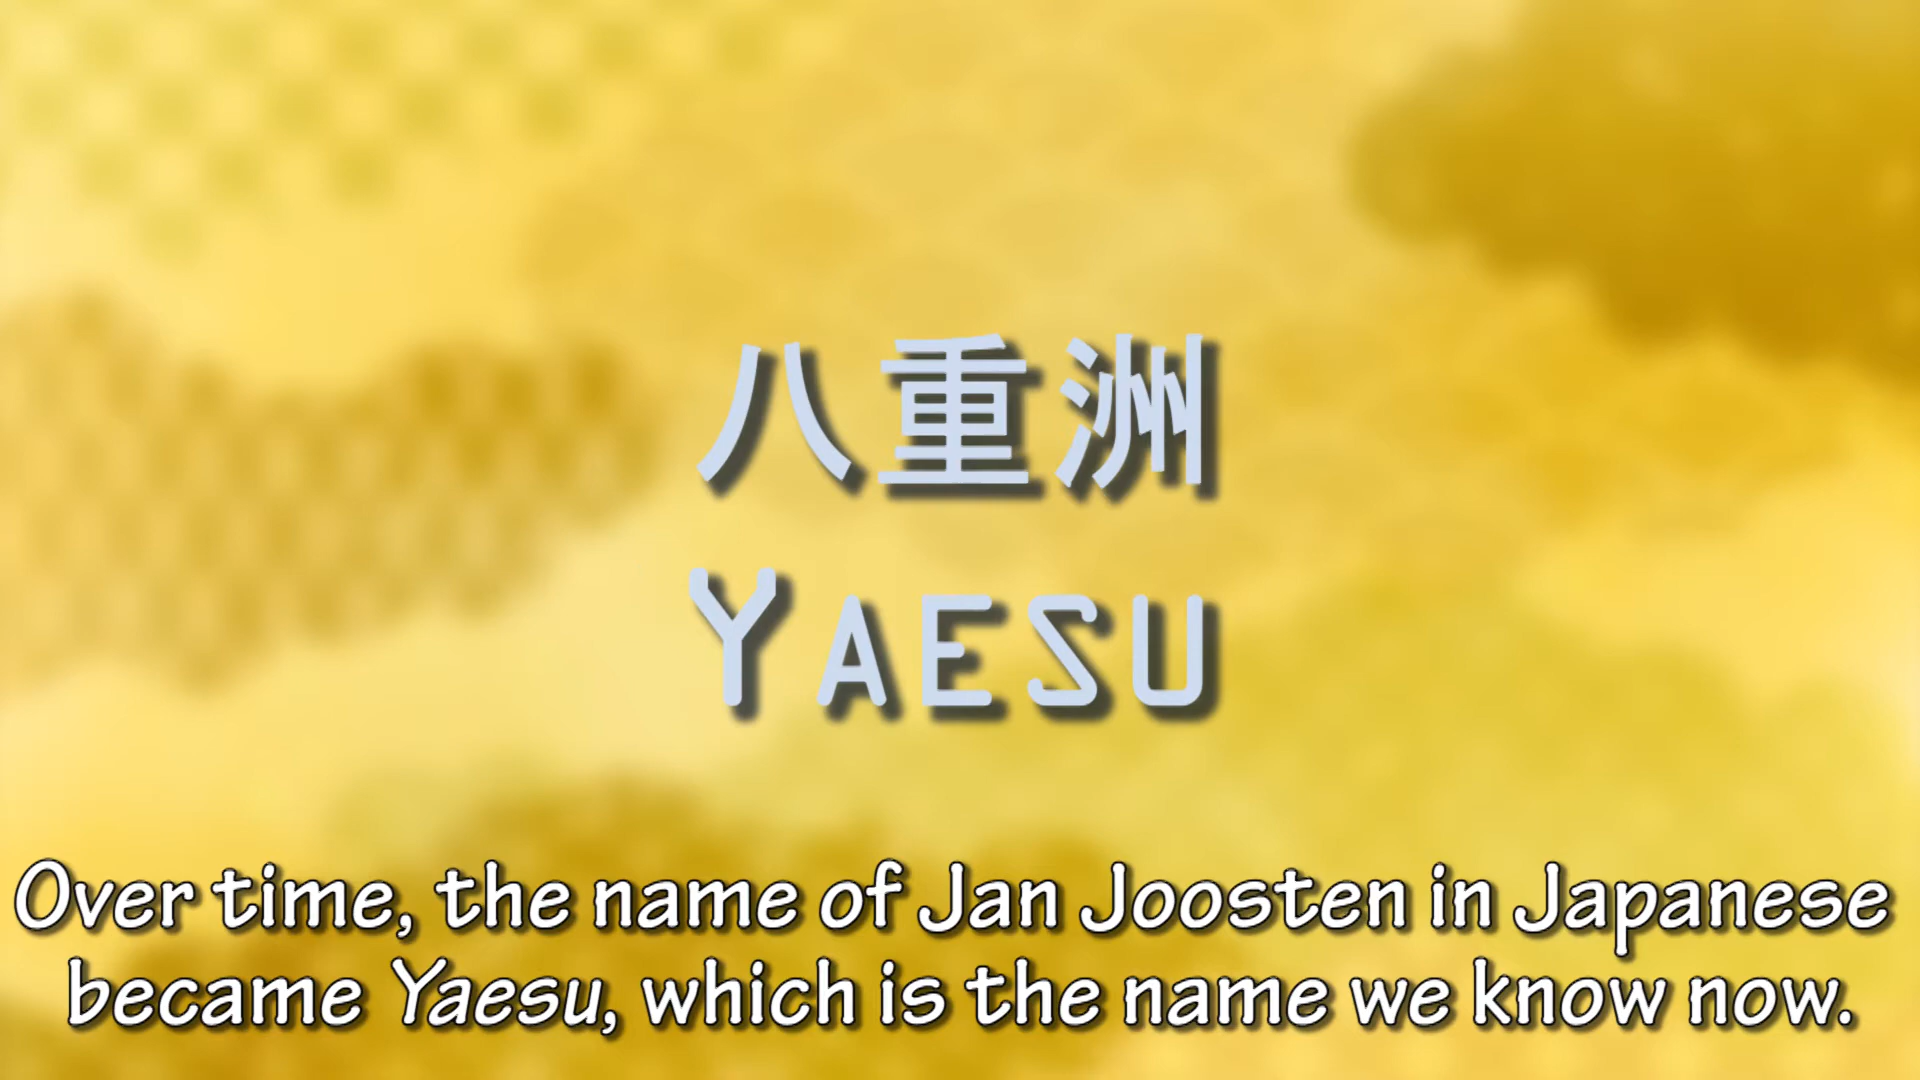 八重洲
YAESU
Over time, the name of Jan Joosten in Japanese
became Yaesu, which is the name we know now.